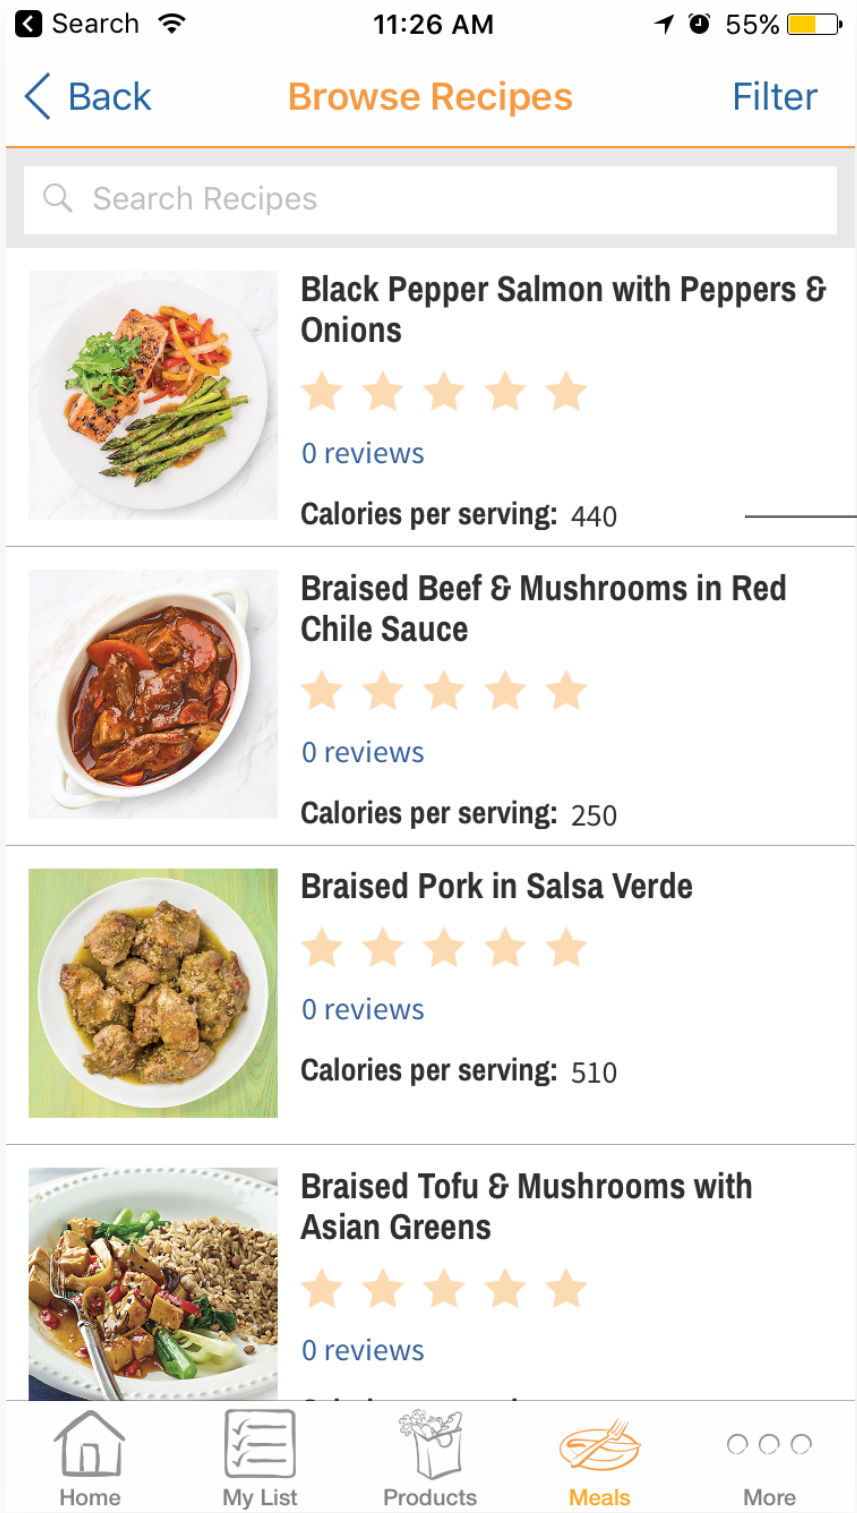 Search
11:26 AM
55%
Back
Browse Recipes
Filter
Search Recipes
Black Pepper Salmon with Peppers &
Onions
0 reviews
Calories per serving: 440
Braised Beef & Mushrooms in Red
Chile Sauce
0 reviews
Calories per serving: 250
Braised Pork in Salsa Verde
0 reviews
Calories per serving: 510
Braised Tofu & Mushrooms with
Asian Greens
0 reviews
Home
My List
Products
Meals
More